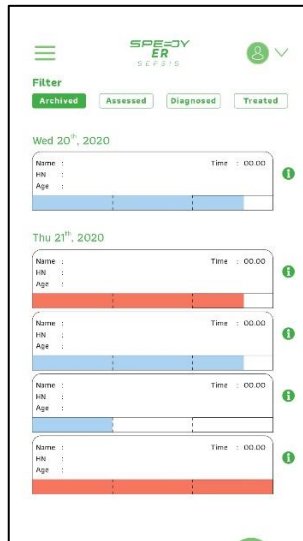 SPEEDY
ER
SEPSIS
Filter
Archived Assessed Diagnosed Treated
Wed 20th, 2020
Name : Time : 00.00
HN :
Age :
Thu 21th, 2020
Name : Time : 00.00
HN :
Age :
Name : Time : 00.00
HN :
Age :
Name : Time : 00.00
HN :
Age :
Name : Time : 00.00
HN :
Age :